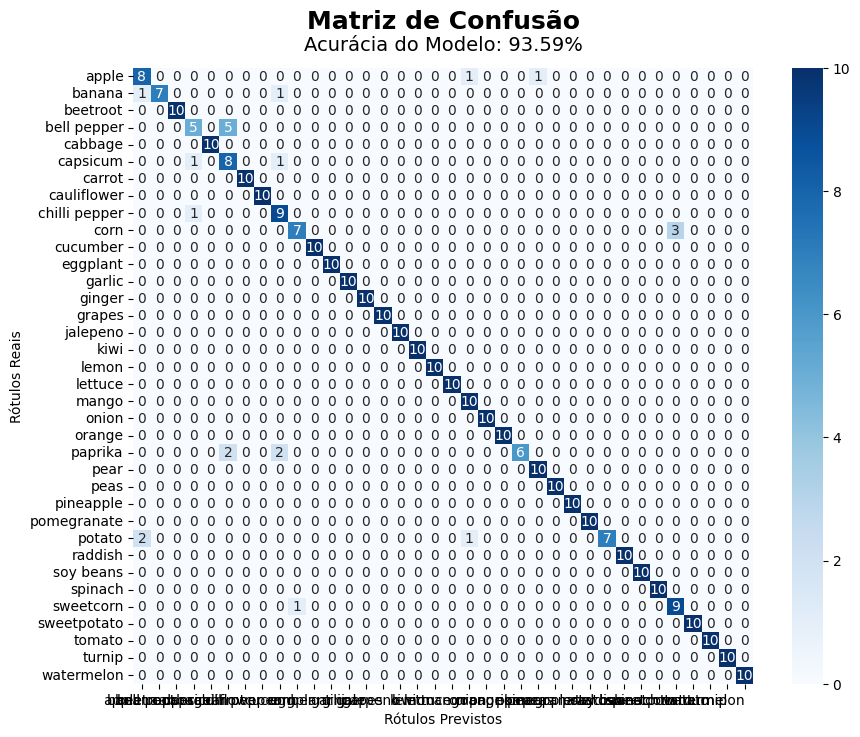 Matriz de Confusão
Acurácia do Modelo: 93.59%
Rótulos Reais
apple 8 0 0 0 0 0 0 0 0 0 0 0 0 0 0 0 0 0 0 1 0 0 0 1 0 0 0 0 0 0 0 0 0 0 0 0
banana 1 7 0 0 0 0 0 0 1 0 0 0 0 0 0 0 0 0 0 0 0 0 0 0 0 0 0 0 0 0 0 0 0 0 0 0
beetroot 0 0 10 0 0 0 0 0 0 0 0 0 0 0 0 0 0 0 0 0 0 0 0 0 0 0 0 0 0 0 0 0 0 0 0 0
bell pepper 0 0 0 5 0 5 0 0 0 0 0 0 0 0 0 0 0 0 0 0 0 0 0 0 0 0 0 0 0 0 0 0 0 0 0 0
cabbage 0 0 0 0 10 0 0 0 0 0 0 0 0 0 0 0 0 0 0 0 0 0 0 0 0 0 0 0 0 0 0 0 0 0 0 0
capsicum 0 0 0 1 0 8 0 0 1 0 0 0 0 0 0 0 0 0 0 0 0 0 0 0 0 0 0 0 0 0 0 0 0 0 0 0
carrot 0 0 0 0 0 0 10 0 0 0 0 0 0 0 0 0 0 0 0 0 0 0 0 0 0 0 0 0 0 0 0 0 0 0 0 0
cauliflower 0 0 0 0 0 0 0 10 0 0 0 0 0 0 0 0 0 0 0 0 0 0 0 0 0 0 0 0 0 0 0 0 0 0 0 0
chilli pepper 0 0 0 1 0 0 0 0 9 0 0 0 0 0 0 0 0 0 0 0 0 0 0 0 0 0 0 0 0 0 0 0 0 0 0 0
corn 0 0 0 0 0 0 0 0 0 7 0 0 0 0 0 0 0 0 0 0 0 0 0 0 0 0 0 0 0 0 0 3 0 0 0 0
cucumber 0 0 0 0 0 0 0 0 0 0 10 0 0 0 0 0 0 0 0 0 0 0 0 0 0 0 0 0 0 0 0 0 0 0 0 0
eggplant 0 0 0 0 0 0 0 0 0 0 0 10 0 0 0 0 0 0 0 0 0 0 0 0 0 0 0 0 0 0 0 0 0 0 0 0
garlic 0 0 0 0 0 0 0 0 0 0 0 0 10 0 0 0 0 0 0 0 0 0 0 0 0 0 0 0 0 0 0 0 0 0 0 0
ginger 0 0 0 0 0 0 0 0 0 0 0 0 0 10 0 0 0 0 0 0 0 0 0 0 0 0 0 0 0 0 0 0 0 0 0 0
grapes 0 0 0 0 0 0 0 0 0 0 0 0 0 0 10 0 0 0 0 0 0 0 0 0 0 0 0 0 0 0 0 0 0 0 0 0
jalepeno 0 0 0 0 0 0 0 0 0 0 0 0 0 0 0 10 0 0 0 0 0 0 0 0 0 0 0 0 0 0 0 0 0 0 0 0
kiwi 0 0 0 0 0 0 0 0 0 0 0 0 0 0 0 0 10 0 0 0 0 0 0 0 0 0 0 0 0 0 0 0 0 0 0 0
lemon 0 0 0 0 0 0 0 0 0 0 0 0 0 0 0 0 0 10 0 0 0 0 0 0 0 0 0 0 0 0 0 0 0 0 0 0
lettuce 0 0 0 0 0 0 0 0 0 0 0 0 0 0 0 0 0 0 10 0 0 0 0 0 0 0 0 0 0 0 0 0 0 0 0 0
mango 0 0 0 0 0 0 0 0 0 0 0 0 0 0 0 0 0 0 0 10 0 0 0 0 0 0 0 0 0 0 0 0 0 0 0 0
onion 0 0 0 0 0 0 0 0 0 0 0 0 0 0 0 0 0 0 0 0 10 0 0 0 0 0 0 0 0 0 0 0 0 0 0 0
orange 0 0 0 0 0 0 0 0 0 0 0 0 0 0 0 0 0 0 0 0 0 10 0 0 0 0 0 0 0 0 0 0 0 0 0 0
paprika 0 0 0 0 0 2 0 0 2 0 0 0 0 0 0 0 0 0 0 0 0 0 6 0 0 0 0 0 0 0 0 0 0 0 0 0
pear 0 0 0 0 0 0 0 0 0 0 0 0 0 0 0 0 0 0 0 0 0 0 0 10 0 0 0 0 0 0 0 0 0 0 0 0
peas 0 0 0 0 0 0 0 0 0 0 0 0 0 0 0 0 0 0 0 0 0 0 0 0 10 0 0 0 0 0 0 0 0 0 0 0
pineapple 0 0 0 0 0 0 0 0 0 0 0 0 0 0 0 0 0 0 0 0 0 0 0 0 0 10 0 0 0 0 0 0 0 0 0 0
pomegranate 0 0 0 0 0 0 0 0 0 0 0 0 0 0 0 0 0 0 0 0 0 0 0 0 0 0 10 0 0 0 0 0 0 0 0 0
potato 2 0 0 0 0 0 0 0 0 0 0 0 0 0 0 0 0 0 0 1 0 0 0 0 0 0 0 7 0 0 0 0 0 0 0 0
raddish 0 0 0 0 0 0 0 0 0 0 0 0 0 0 0 0 0 0 0 0 0 0 0 0 0 0 0 0 10 0 0 0 0 0 0 0
soy beans 0 0 0 0 0 0 0 0 0 0 0 0 0 0 0 0 0 0 0 0 0 0 0 0 0 0 0 0 0 10 0 0 0 0 0 0
spinach 0 0 0 0 0 0 0 0 0 0 0 0 0 0 0 0 0 0 0 0 0 0 0 0 0 0 0 0 0 0 10 0 0 0 0 0
sweetcorn 0 0 0 0 0 0 0 0 0 1 0 0 0 0 0 0 0 0 0 0 0 0 0 0 0 0 0 0 0 0 0 9 0 0 0 0
sweetpotato 0 0 0 0 0 0 0 0 0 0 0 0 0 0 0 0 0 0 0 0 0 0 0 0 0 0 0 0 0 0 0 0 10 0 0 0
tomato 0 0 0 0 0 0 0 0 0 0 0 0 0 0 0 0 0 0 0 0 0 0 0 0 0 0 0 0 0 0 0 0 0 10 0 0
turnip 0 0 0 0 0 0 0 0 0 0 0 0 0 0 0 0 0 0 0 0 0 0 0 0 0 0 0 0 0 0 0 0 0 0 10 0
watermelon 0 0 0 0 0 0 0 0 0 0 0 0 0 0 0 0 0 0 0 0 0 0 0 0 0 0 0 0 0 0 0 0 0 0 0 10
Rótulos Previstos
10
8
6
4
2
0